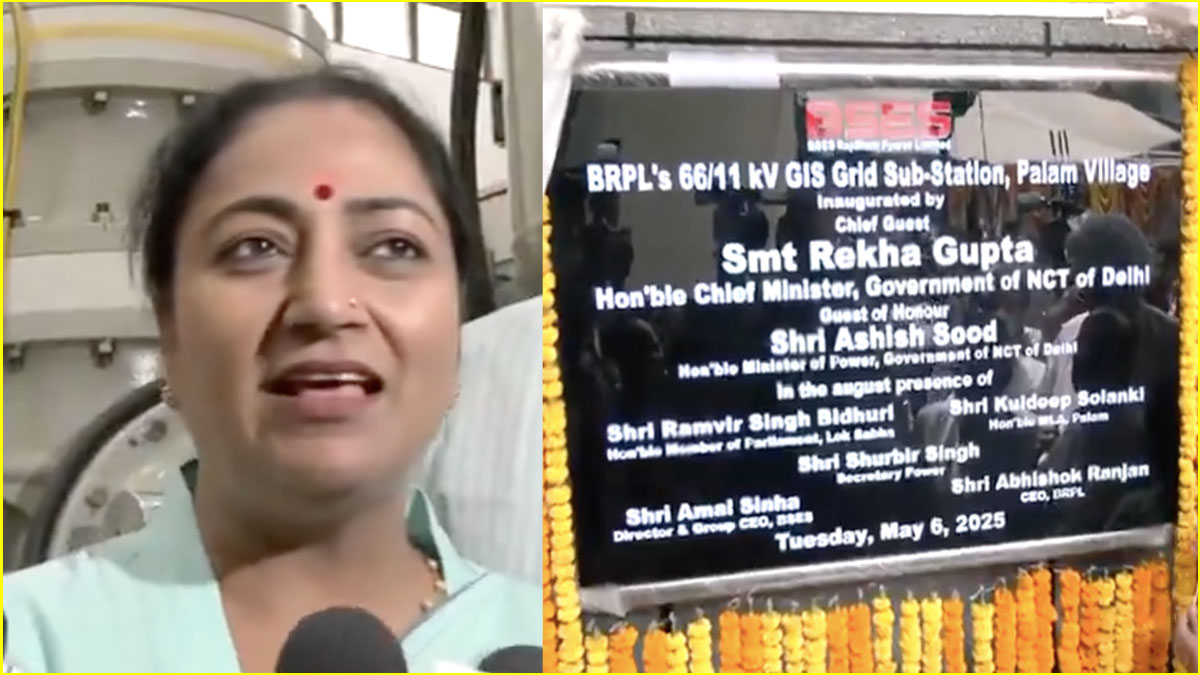 BSES
BSES Rajdhani Power Limited
BRPL's 66/11 kV GIS Grid Sub-Station, Palam Village
Inaugurated by
Chief Guest
Smt Rekha Gupta
Hon'ble Chief Minister, Government of NCT of Delhi
Guest of Honour
Shri Ashish Sood
Hon'ble Minister of Power, Government of NCT of Delhi
in the august presence of
Shri Ramvir Singh Bidhuri
Hon'ble Member of Parliament, Lok Sabha
Shri Kuldeep Solanki
Hon'ble MLA, Palam
Shri Shurbir Singh
Secretary Power
Shri Amal Sinha
Director & Group CEO, BSES
Shri Abhishek Ranjan
CEO, BRPL
Tuesday, May 6, 2025